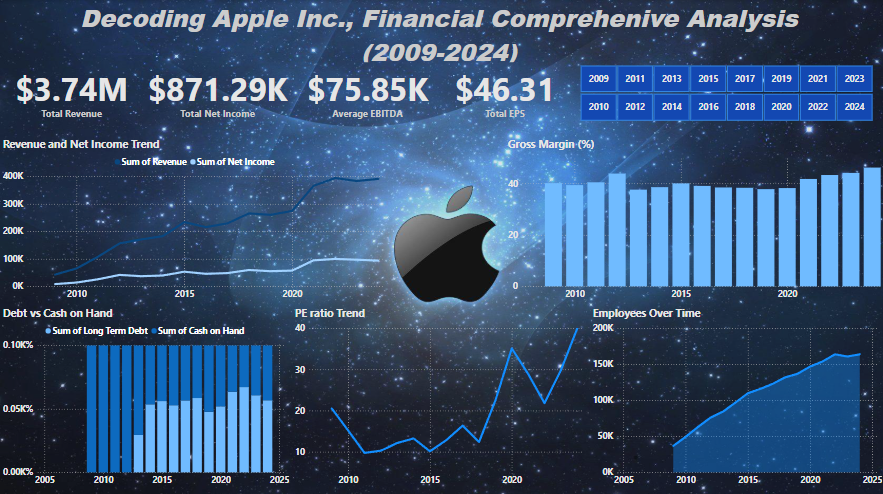 Decoding Apple Inc., Financial Comprehenive Analysis
(2009-2024)
$3.74M $871.29K $75.85K $46.31
Total Revenue Total Net Income Average EBITDA Total EPS
2009 2011 2013 2015 2017 2019 2021 2023
2010 2012 2014 2016 2018 2020 2022 2024
Revenue and Net Income Trend
Sum of Revenue Sum of Net Income
400K
300K
200K
100K
0K
2010 2015 2020
Gross Margin (%)
40
20
0
2010 2015 2020
Debt vs Cash on Hand
Sum of Long Term Debt Sum of Cash on Hand
0.10K%
0.05K%
0.00K%
2005 2010 2015 2020 2025
PE ratio Trend
40
30
20
10
2010 2015 2020
Employees Over Time
200K
150K
100K
50K
0K
2005 2010 2015 2020 2025